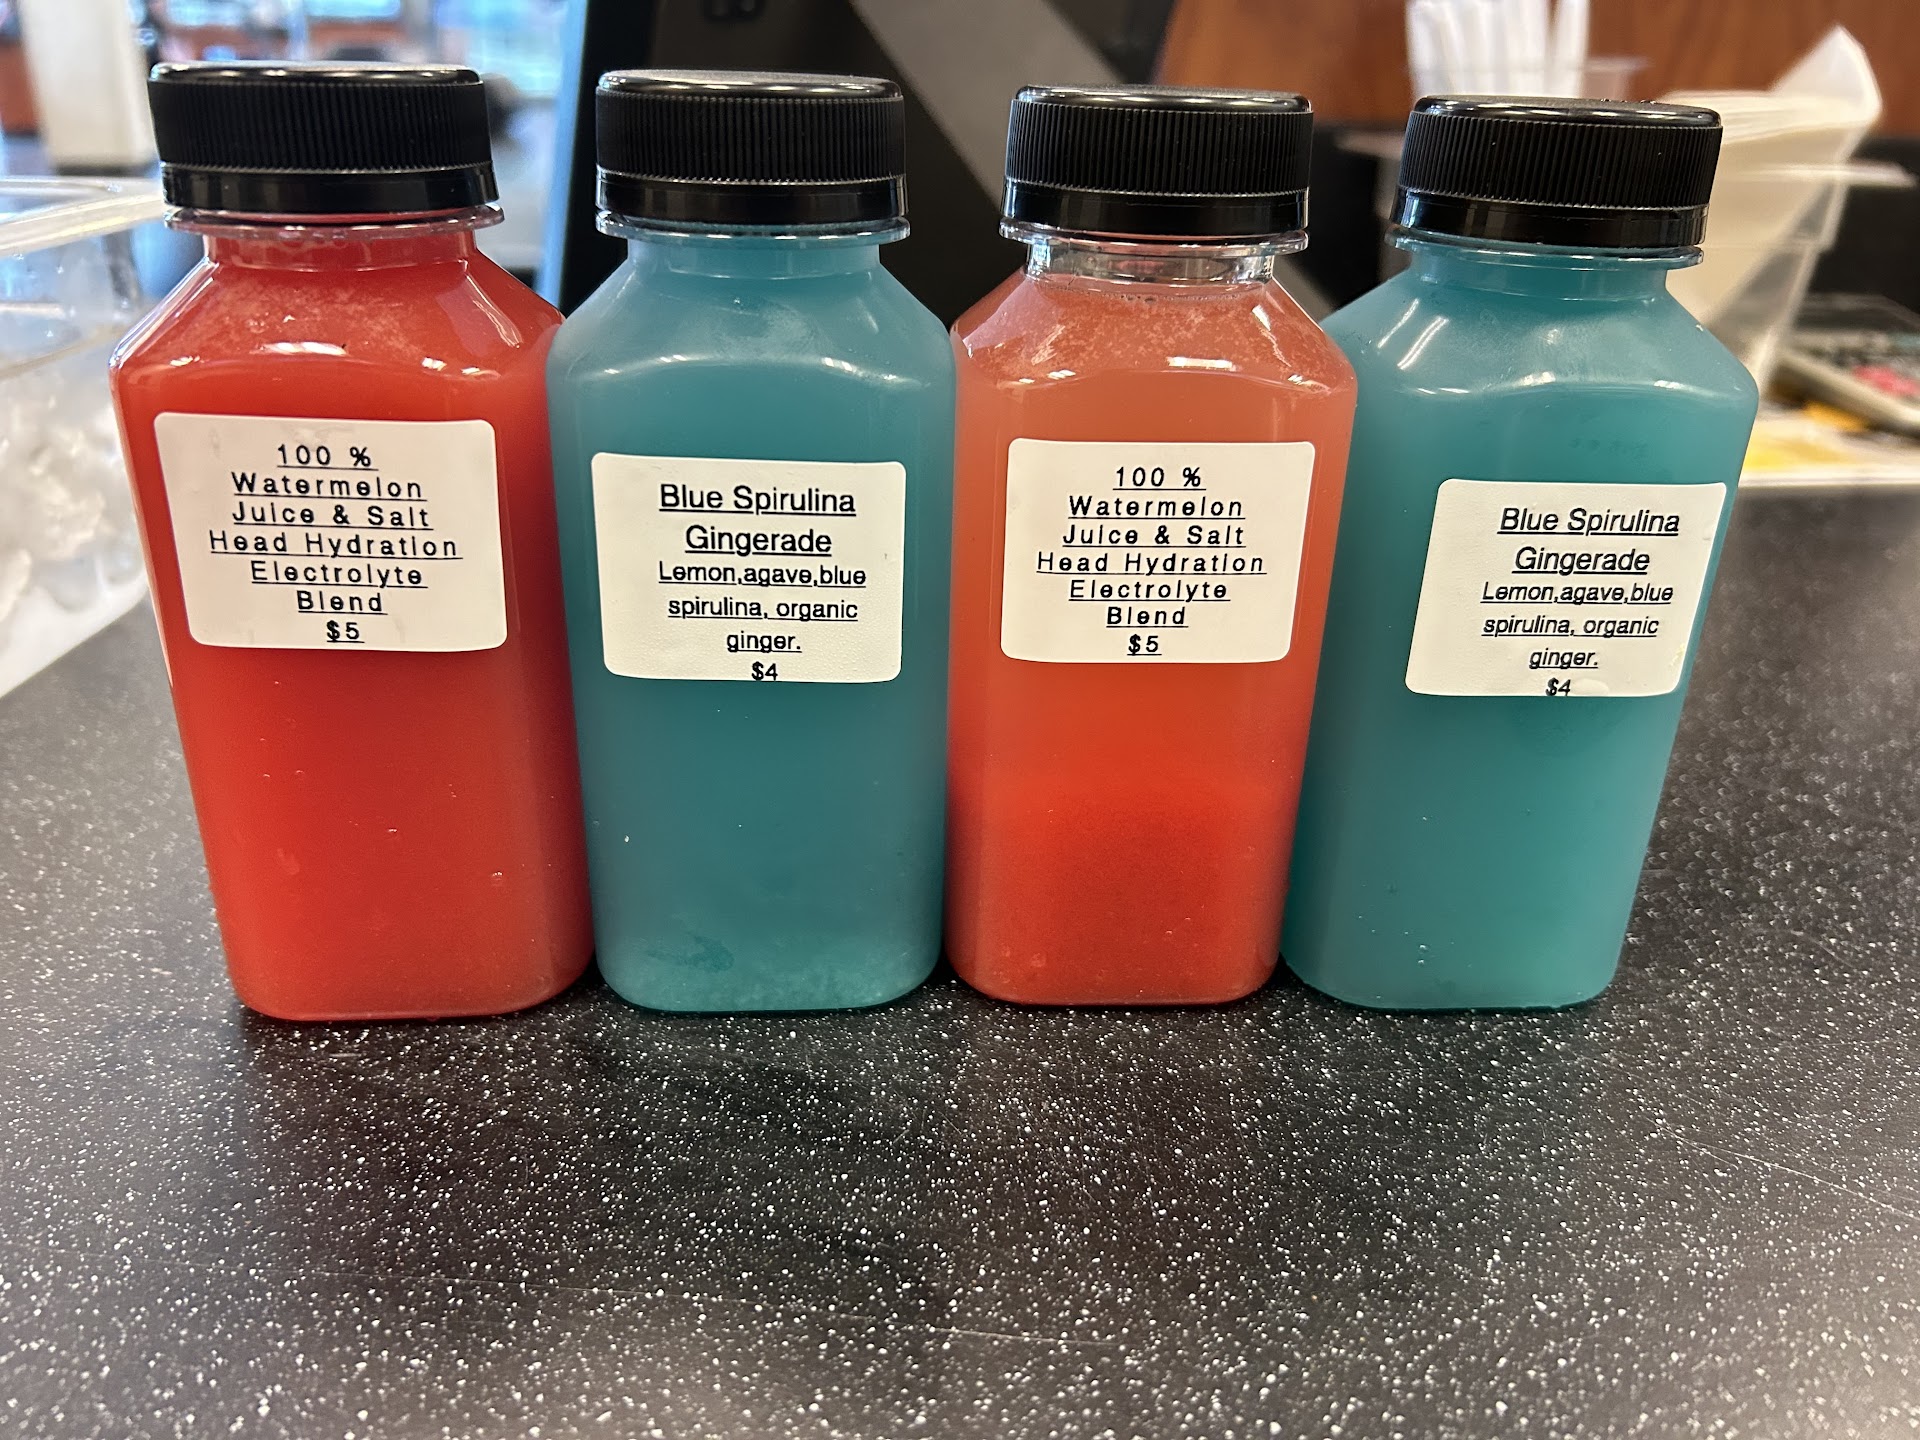 100 %
Watermelon
Juice & Salt
Head Hydration
Electrolyte
Blend
$5
Blue Spirulina
Gingerade
Lemon,agave,blue
spirulina, organic
ginger.
$4
100 %
Watermelon
Juice & Salt
Head Hydration
Electrolyte
Blend
$5
Blue Spirulina
Gingerade
Lemon,agave,blue
spirulina, organic
ginger.
$4